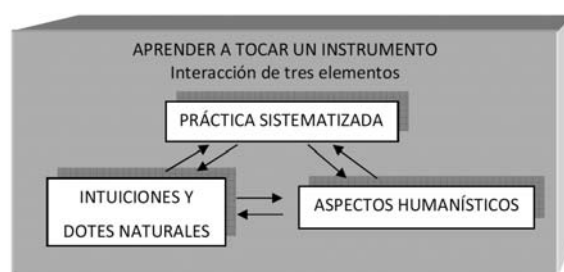 APRENDER A TOCAR UN INSTRUMENTO
Interacción de tres elementos
PRÁCTICA SISTEMATIZADA
INTUICIONES Y
DOTES NATURALES
ASPECTOS HUMANÍSTICOS